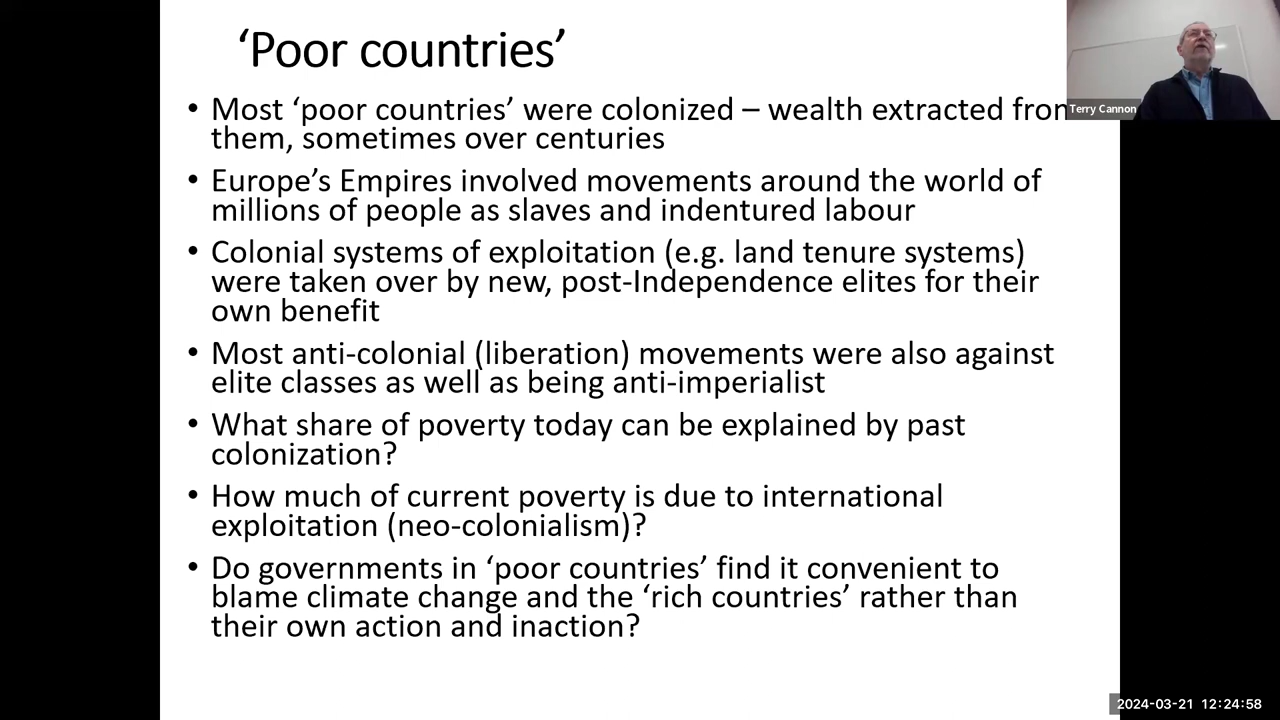 ‘Poor countries’
• Most ‘poor countries’ were colonized – wealth extracted from
them, sometimes over centuries
• Europe’s Empires involved movements around the world of
millions of people as slaves and indentured labour
• Colonial systems of exploitation (e.g. land tenure systems)
were taken over by new, post-Independence elites for their
own benefit
• Most anti-colonial (liberation) movements were also against
elite classes as well as being anti-imperialist
• What share of poverty today can be explained by past
colonization?
• How much of current poverty is due to international
exploitation (neo-colonialism)?
• Do governments in ‘poor countries’ find it convenient to
blame climate change and the ‘rich countries’ rather than
their own action and inaction?
Terry Cannon
2024-03-21 12:24:58